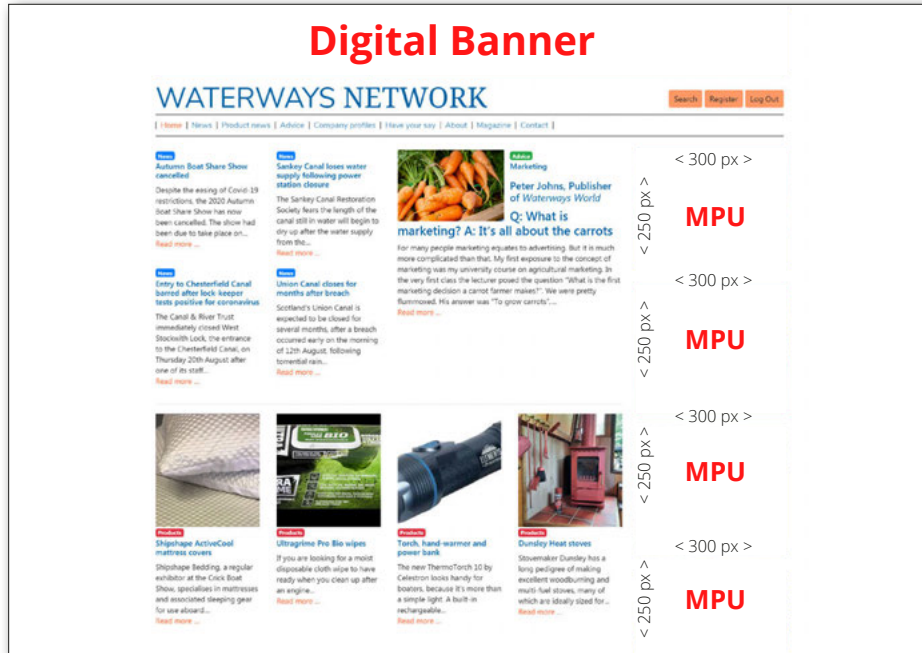 Digital Banner
WATERWAYS NETWORK
Search Register Log Out
| Home | News | Product news | Advice | Company profiles | Have your say | About | Magazine | Contact |
News
Autumn Boat Share Show
cancelled
Despite the easing of Covid-19
restrictions, the 2020 Autumn
Boat Share Show has now
been cancelled. The show had
been due to take place on...
Read more ...
News
Sankey Canal loses water
supply following power
station closure
The Sankey Canal Restoration
Society fears the length of the
canal still in water will begin to
dry up after the water supply
from the...
Read more ...
Advice
Marketing
Peter Johns, Publisher
of Waterways World
Q: What is
marketing? A: It's all about the carrots
For many people marketing equates to advertising. But it is much
more complicated than that. My first exposure to the concept of
marketing was my university course on agricultural marketing. In
the very first class the lecturer posed the question "What is the first
marketing decision a carrot farmer makes?". We were pretty
flummoxed. His answer was "To grow carrots"....
Read more ...
News
Entry to Chesterfield Canal
barred after lock-keeper
tests positive for coronavirus
The Canal & River Trust
immediately closed West
Stockwith Lock, the entrance
to the Chesterfield Canal, on
Thursday 20th August after
one of its staff...
Read more ...
News
Union Canal closes for
months after breach
Scotland's Union Canal is
expected to be closed for
several months, after a breach
occurred early on the morning
of 12th August, following
torrential rain...
Read more ...
< 300 px >
< 250 px >
MPU
< 300 px >
< 250 px >
MPU
BIO
Products
Shipshape ActiveCool
mattress covers
Shipshape Bedding, a regular
exhibitor at the Crick Boat
Show, specialises in mattresses
and associated sleeping gear
for use aboard...
Read more ...
Products
Ultragrime Pro Bio wipes
If you are looking for a moist
disposable cloth wipe to have
ready when you clean up after
an engine...
Read more ...
Products
Torch, hand-warmer and
power bank
The new ThermoTorch 10 by
Celestron looks handy for
boaters, because it's more than
a simple light. A built-in
rechargeable...
Read more ...
Products
Dunsley Heat stoves
Stovemaker Dunsley has a
long pedigree of making
excellent woodburning and
multi fuel stoves, many of
which are ideally sized for...
Read more ...
< 300 px >
< 250 px >
MPU
< 300 px >
< 250 px >
MPU